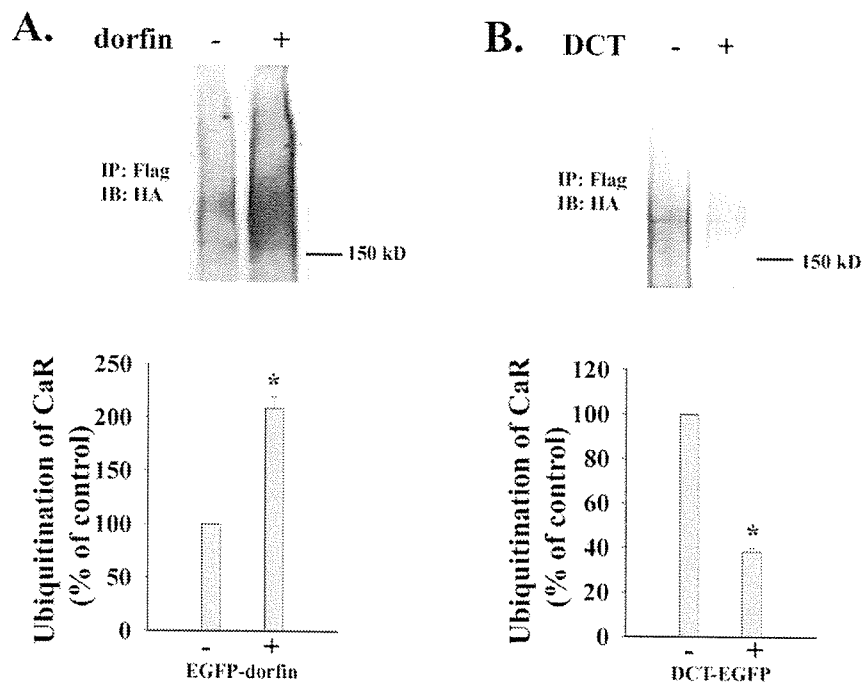 A.
dorfin - +
IP: Flag
IB: HA
150 kD
Ubiquitination of CaR
(% of control)
250
200
150
100
50
0
*
- +
EGFP-dorfin
B.
DCT - +
IP: Flag
IB: HA
150 kD
Ubiquitination of CaR
(% of control)
120
100
80
60
40
20
0
*
- +
DCT-EGFP